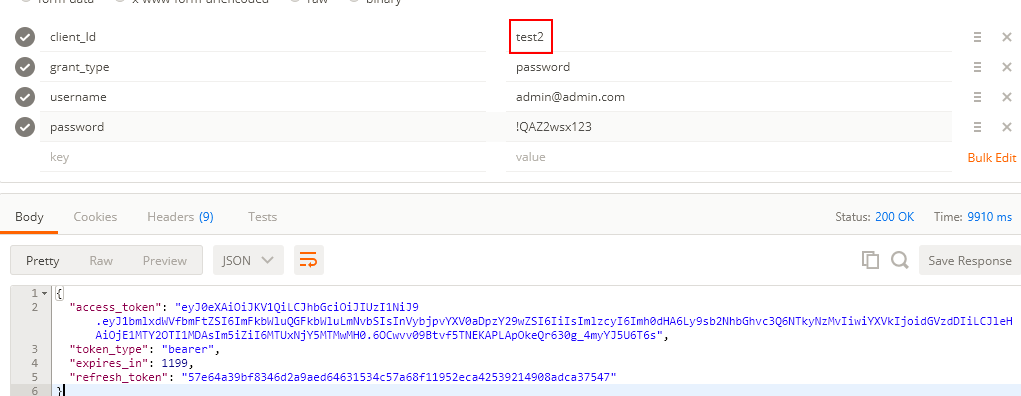 form-data x-www-form-urlencoded raw binary
client_Id test2
grant_type password
username admin@admin.com
password !QAZ2wsx123
key value Bulk Edit
Body Cookies Headers (9) Tests Status: 200 OK Time: 9910 ms
Pretty Raw Preview JSON Save Response
1 {
2 "access_token": "eyJ0eXAiOiJKV1QiLCJhbGciOiJIUzI1NiJ9
.eyJ1bmlxdWVfbmFtZSI6ImFkbWluQGFkbWluLmNvbSIsInVybjpvYXV0aDpzY29wZSI6IiIsImlzcyI6Imh0dHA6Ly9sb2NhbGhvc3Q6NTkyNzMvIiwiYXVkIjoidGVzdDIiLCJleH
AiOjE1MTY2OTI1MDAsIm5iZiI6MTUxNjY5MTMwMH0.6OCwvv09Btvf5TNEKAPLApOkeQr630g_4myYJ5U6T6s",
3 "token_type": "bearer",
4 "expires_in": 1199,
5 "refresh_token": "57e64a39bf8346d2a9aed64631534c57a68f11952eca42539214908adca37547"
6 }